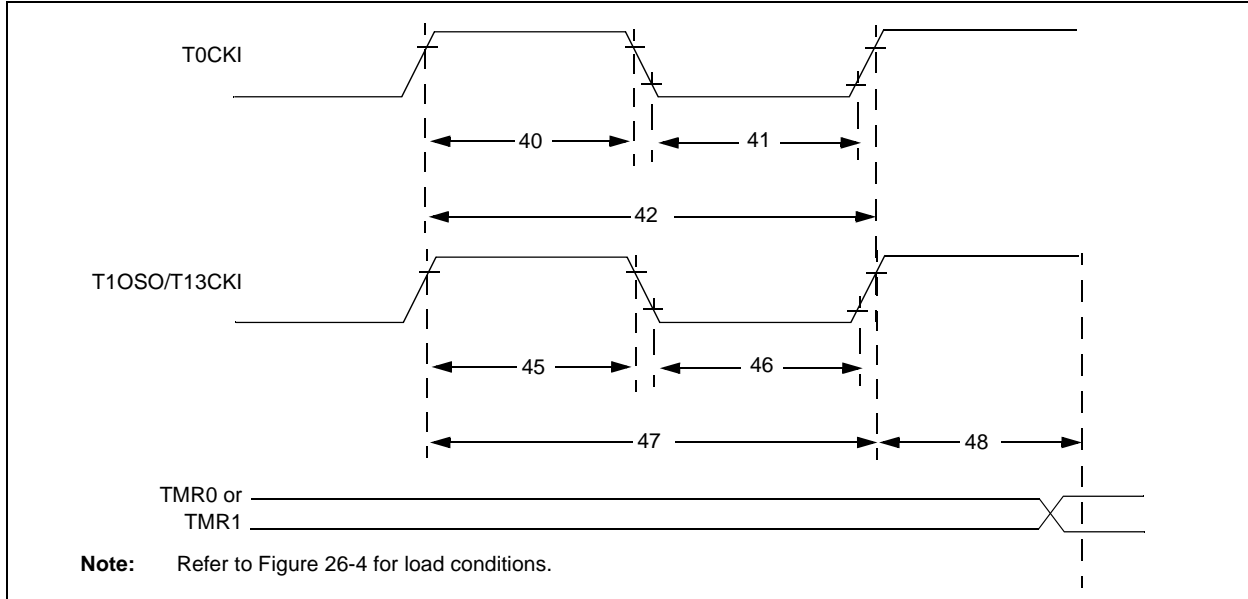 T0CKI
40
41
42
T1OSO/T13CKI
45
46
47
48
TMR0 or
TMR1
Note: Refer to Figure 26-4 for load conditions.